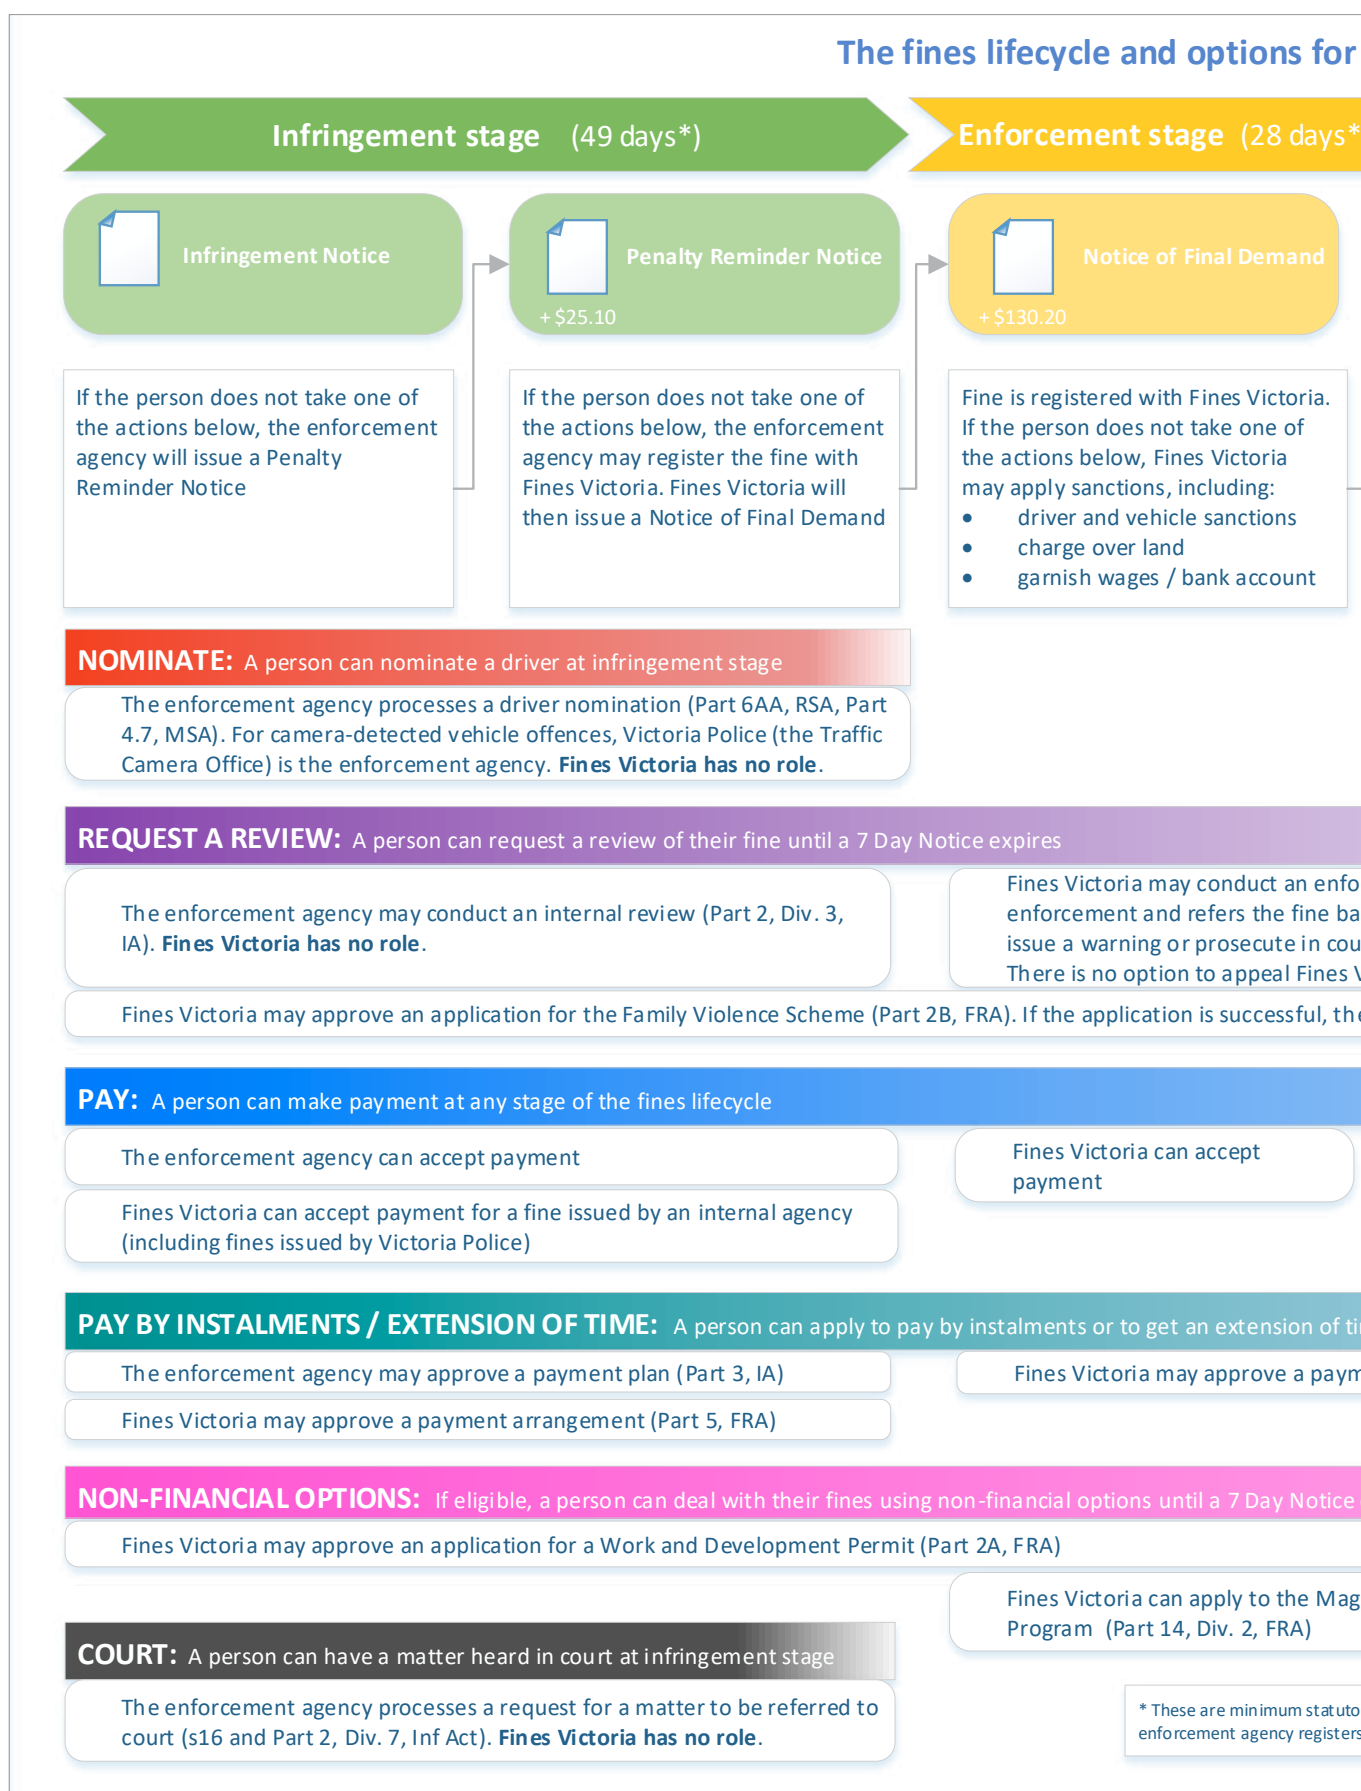 The fines lifecycle and options for
Infringement stage (49 days*)
Enforcement stage (28 days*
Infringement Notice
Penalty Reminder Notice
+ $25.10
Notice of Final Demand
+ $130.20
If the person does not take one of
the actions below, the enforcement
agency will issue a Penalty
Reminder Notice
If the person does not take one of
the actions below, the enforcement
agency may register the fine with
Fines Victoria. Fines Victoria will
then issue a Notice of Final Demand
Fine is registered with Fines Victoria.
If the person does not take one of
the actions below, Fines Victoria
may apply sanctions, including:
• driver and vehicle sanctions
• charge over land
• garnish wages / bank account
NOMINATE: A person can nominate a driver at infringement stage
The enforcement agency processes a driver nomination (Part 6AA, RSA, Part
4.7, MSA). For camera-detected vehicle offences, Victoria Police (the Traffic
Camera Office) is the enforcement agency. Fines Victoria has no role.
REQUEST A REVIEW: A person can request a review of their fine until a 7 Day Notice expires
The enforcement agency may conduct an internal review (Part 2, Div. 3,
IA). Fines Victoria has no role.
Fines Victoria may conduct an enfo
enforcement and refers the fine ba
issue a warning or prosecute in cou
There is no option to appeal Fines V
Fines Victoria may approve an application for the Family Violence Scheme (Part 2B, FRA). If the application is successful, the
PAY: A person can make payment at any stage of the fines lifecycle
The enforcement agency can accept payment
Fines Victoria can accept payment for a fine issued by an internal agency
(including fines issued by Victoria Police)
Fines Victoria can accept
payment
PAY BY INSTALMENTS / EXTENSION OF TIME: A person can apply to pay by instalments or to get an extension of ti
The enforcement agency may approve a payment plan (Part 3, IA)
Fines Victoria may approve a payment arrangement (Part 5, FRA)
Fines Victoria may approve a paym
NON-FINANCIAL OPTIONS: If eligible, a person can deal with their fines using non-financial options until a 7 Day Notice
Fines Victoria may approve an application for a Work and Development Permit (Part 2A, FRA)
Fines Victoria can apply to the Mag
Program (Part 14, Div. 2, FRA)
COURT: A person can have a matter heard in court at infringement stage
The enforcement agency processes a request for a matter to be referred to
court (s16 and Part 2, Div. 7, Inf Act). Fines Victoria has no role.
* These are minimum statuto
enforcement agency registers